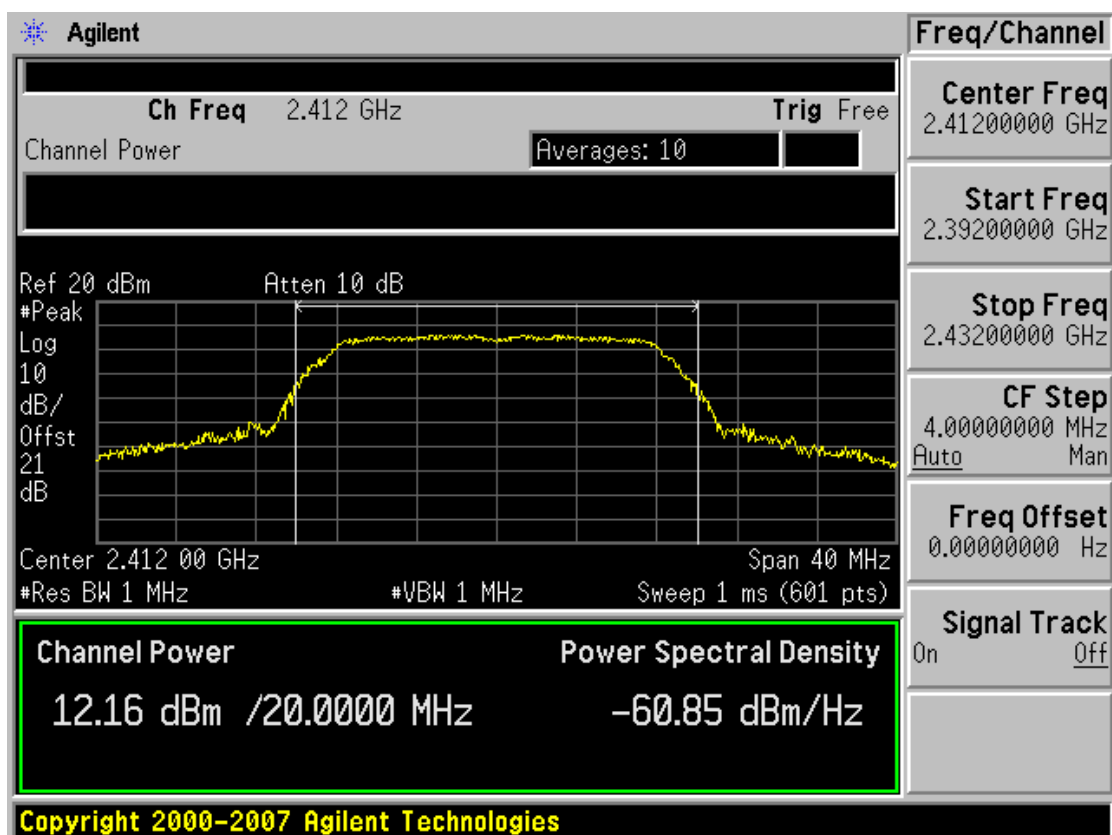 Agilent
Freq/Channel
Ch Freq 2.412 GHz Trig Free
Channel Power Averages: 10
Center Freq
2.41200000 GHz
Start Freq
2.39200000 GHz
Stop Freq
2.43200000 GHz
CF Step
4.00000000 MHz
Auto Man
Freq Offset
0.00000000 Hz
Signal Track
On Off
Ref 20 dBm Atten 10 dB
#Peak
Log
10
dB/
Offst
21
dB
Center 2.412 00 GHz Span 40 MHz
#Res BW 1 MHz #VBW 1 MHz Sweep 1 ms (601 pts)
Channel Power Power Spectral Density
12.16 dBm /20.0000 MHz -60.85 dBm/Hz
Copyright 2000-2007 Agilent Technologies